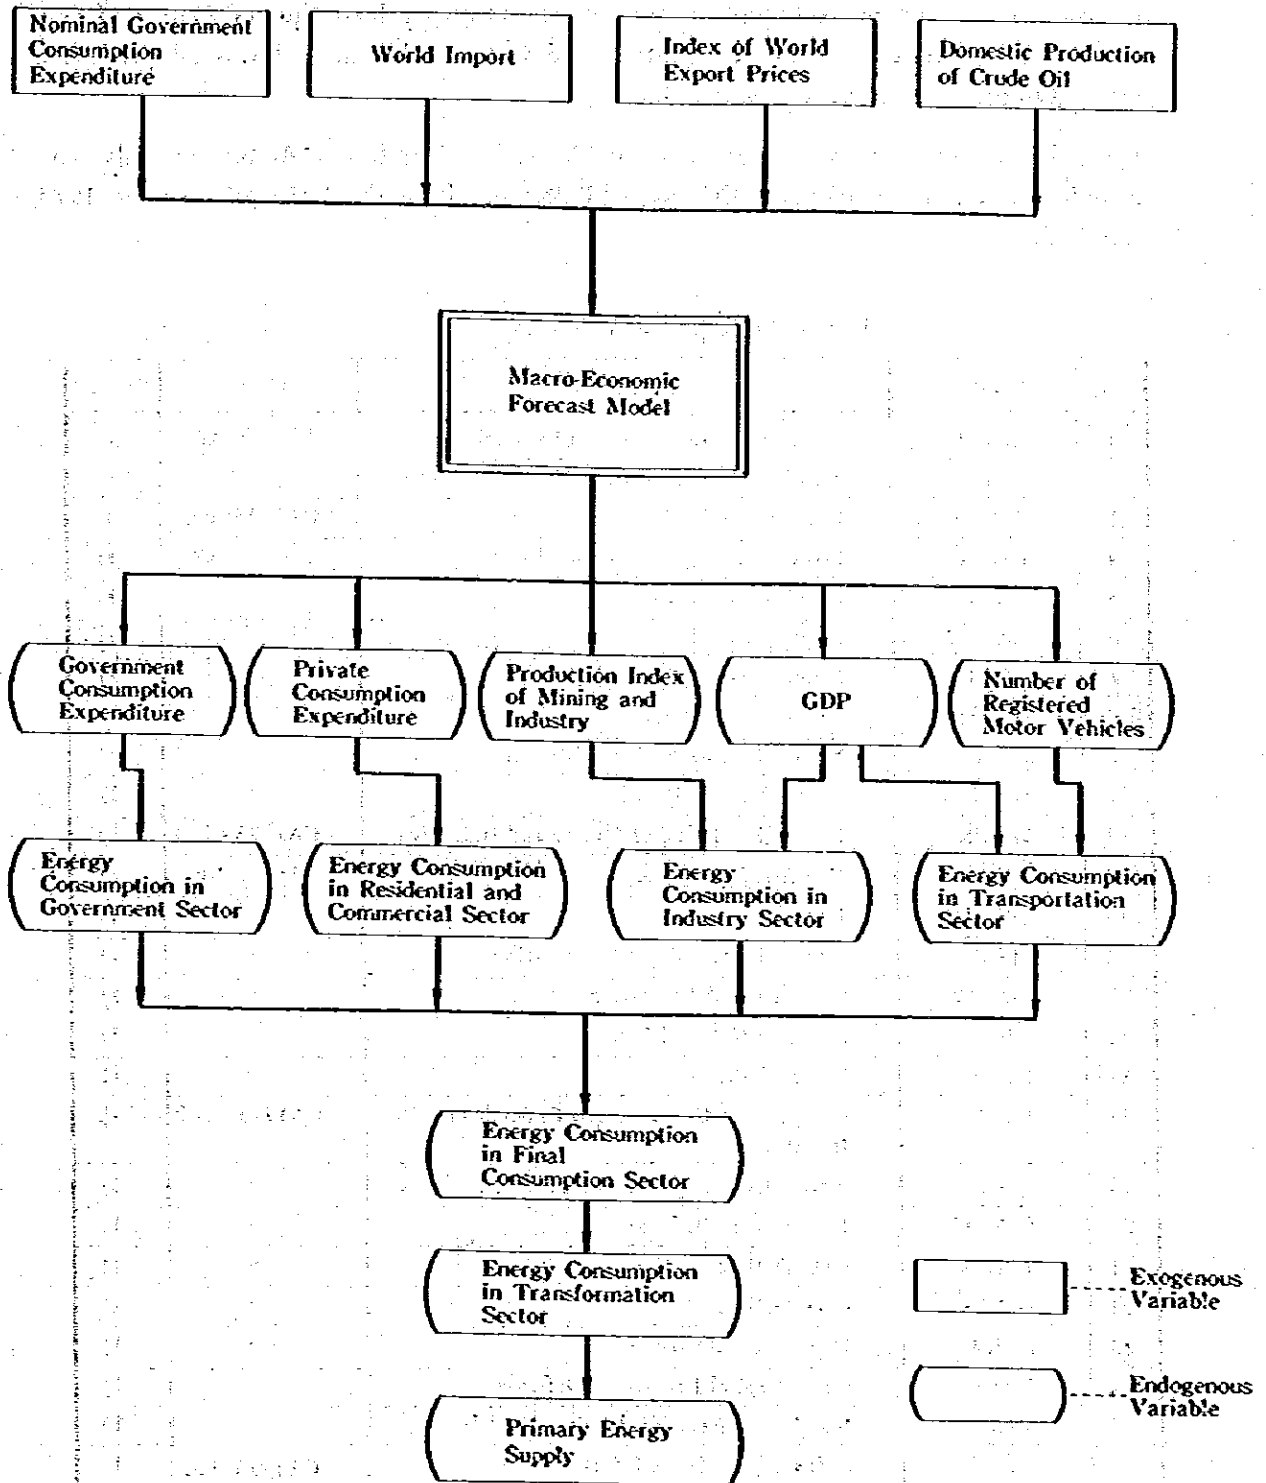 Nominal Government
Consumption
Expenditure
World Import
Index of World
Export Prices
Domestic Production
of Crude Oil
Macro-Economic
Forecast Model
Government
Consumption
Expenditure
Private
Consumption
Expenditure
Production Index
of Mining and
Industry
GDP
Number of
Registered
Motor Vehicles
Energy
Consumption in
Government Sector
Energy Consumption
in Residential and
Commercial Sector
Energy
Consumption in
Industry Sector
Energy Consumption
in Transportation
Sector
Energy Consumption
in Final
Consumption Sector
Energy Consumption
in Transformation
Sector
Primary Energy
Supply
Exogenous
Variable
Endogenous
Variable